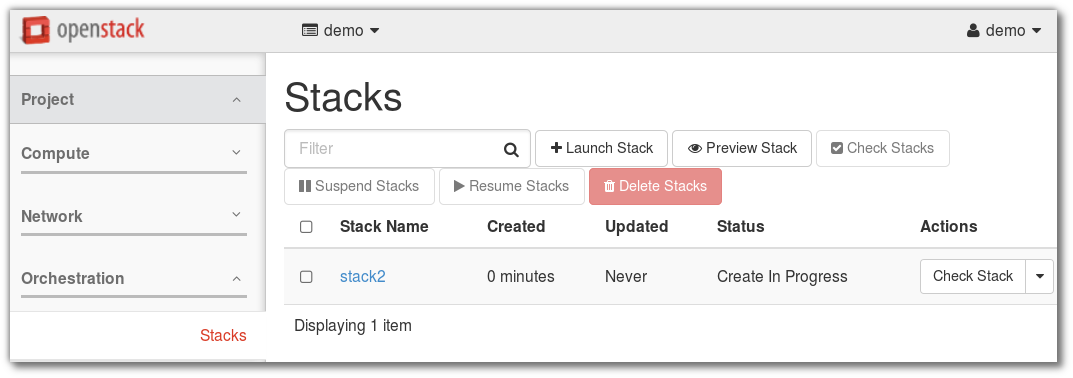 openstack
demo
demo
Project
Compute
Network
Orchestration
Stacks
Stacks
Filter
Launch Stack
Preview Stack
Check Stacks
Suspend Stacks
Resume Stacks
Delete Stacks
Stack Name Created Updated Status Actions
stack2 0 minutes Never Create In Progress Check Stack
Displaying 1 item